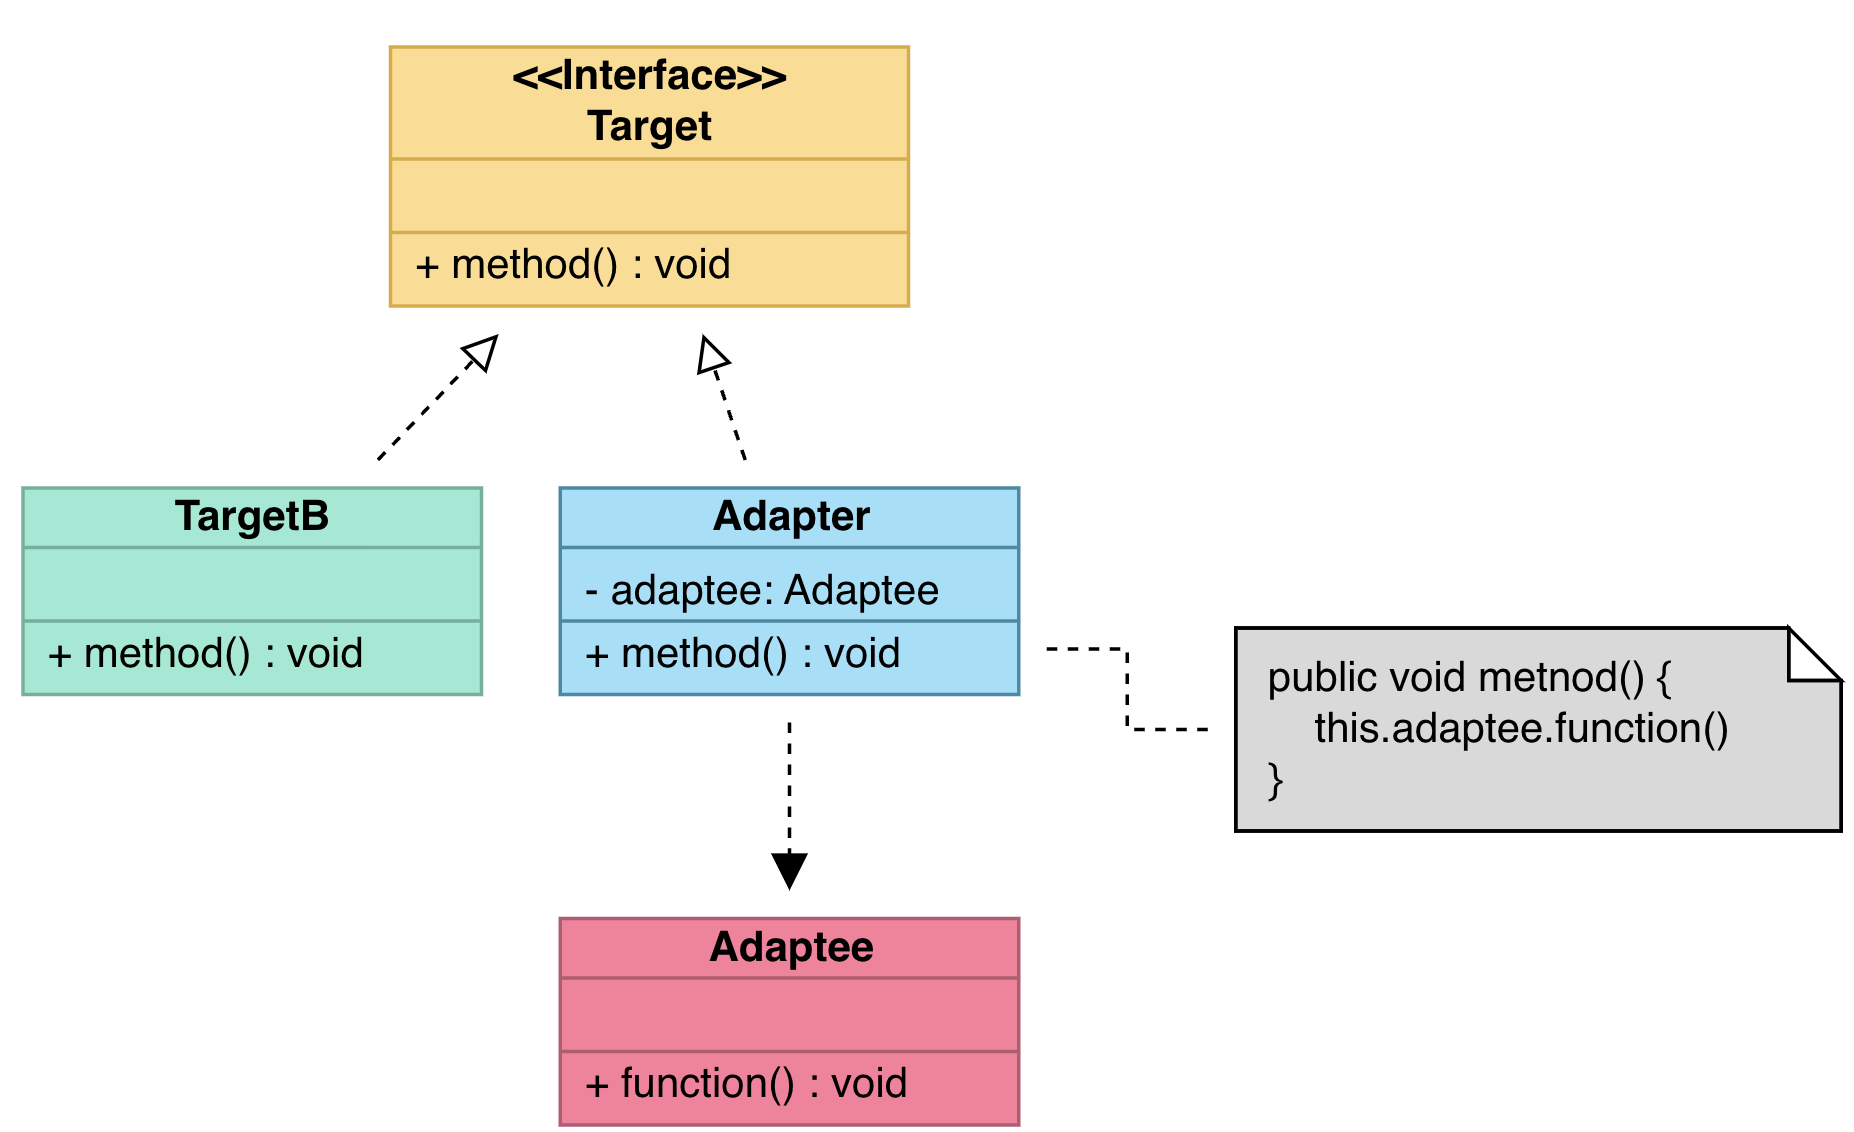 <<Interface>>
Target
+ method() : void
TargetB
+ method() : void
Adapter
- adaptee: Adaptee
+ method() : void
public void metnod() {
this.adaptee.function()
}
Adaptee
+ function() : void